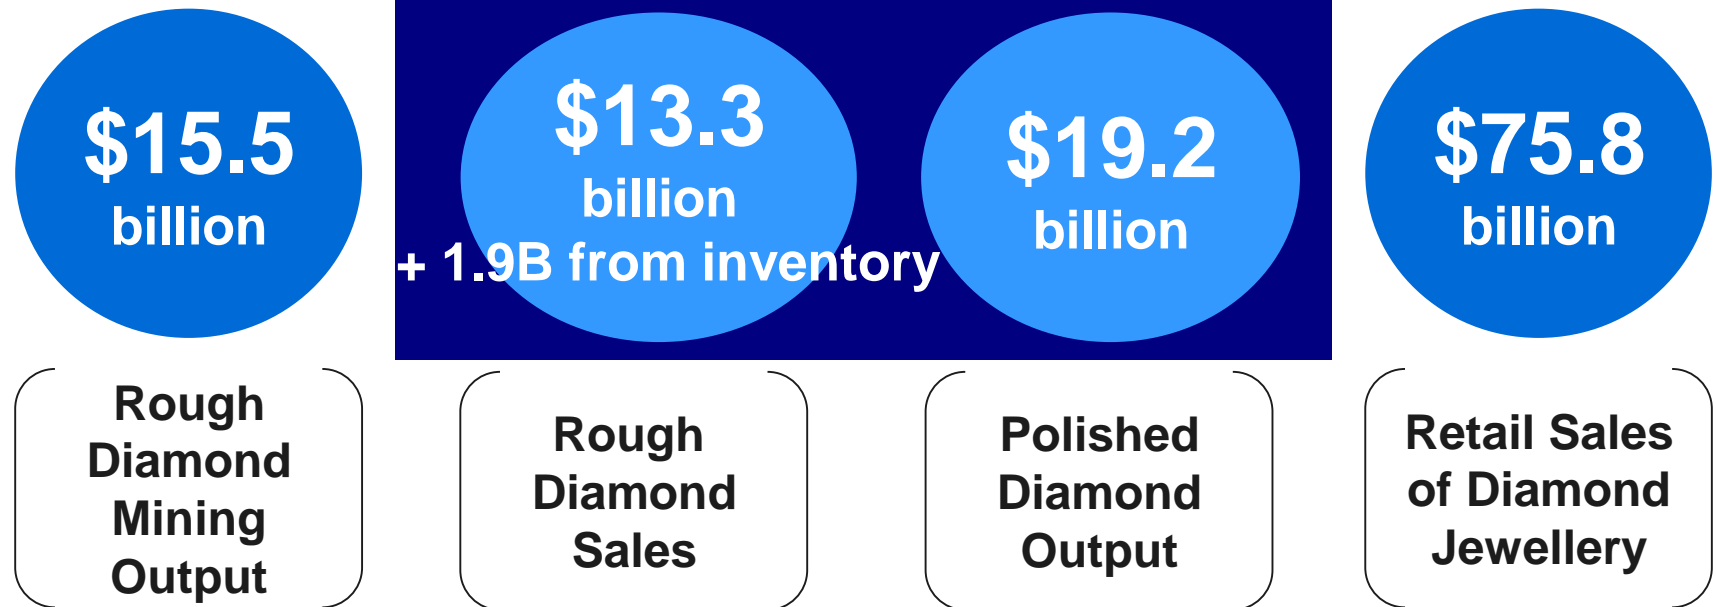 $15.5
billion
$13.3
billion
+ 1.9B from inventory
$19.2
billion
$75.8
billion
Rough
Diamond
Mining
Output
Rough
Diamond
Sales
Polished
Diamond
Output
Retail Sales
of Diamond
Jewellery